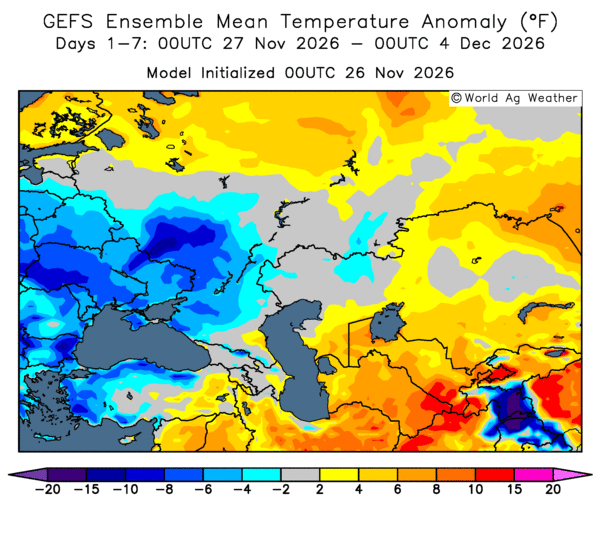 GEFS Ensemble Mean Temperature Anomaly (°F)
Days 1-7: 00UTC 27 Nov 2026 - 00UTC 4 Dec 2026
Model Initialized 00UTC 26 Nov 2026
© World Ag Weather
-20 -15 -10 -8 -6 -4 -2 2 4 6 8 10 15 20